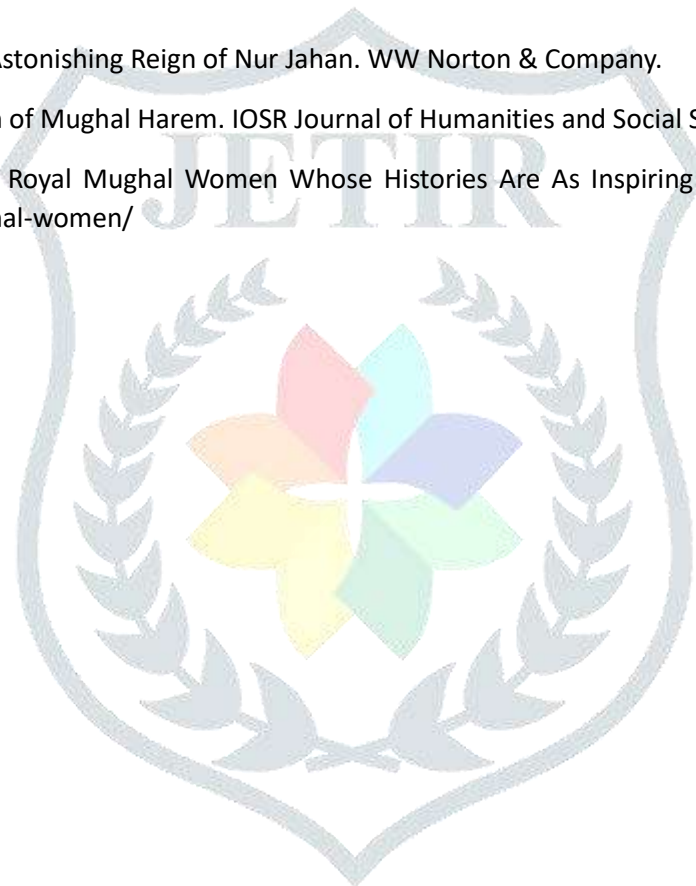 Astonishing Reign of Nur Jahan. WW Norton & Company.
of Mughal Harem. IOSR Journal of Humanities and Social S
JETIR
Royal Mughal Women Whose Histories Are As Inspiring
al-women/